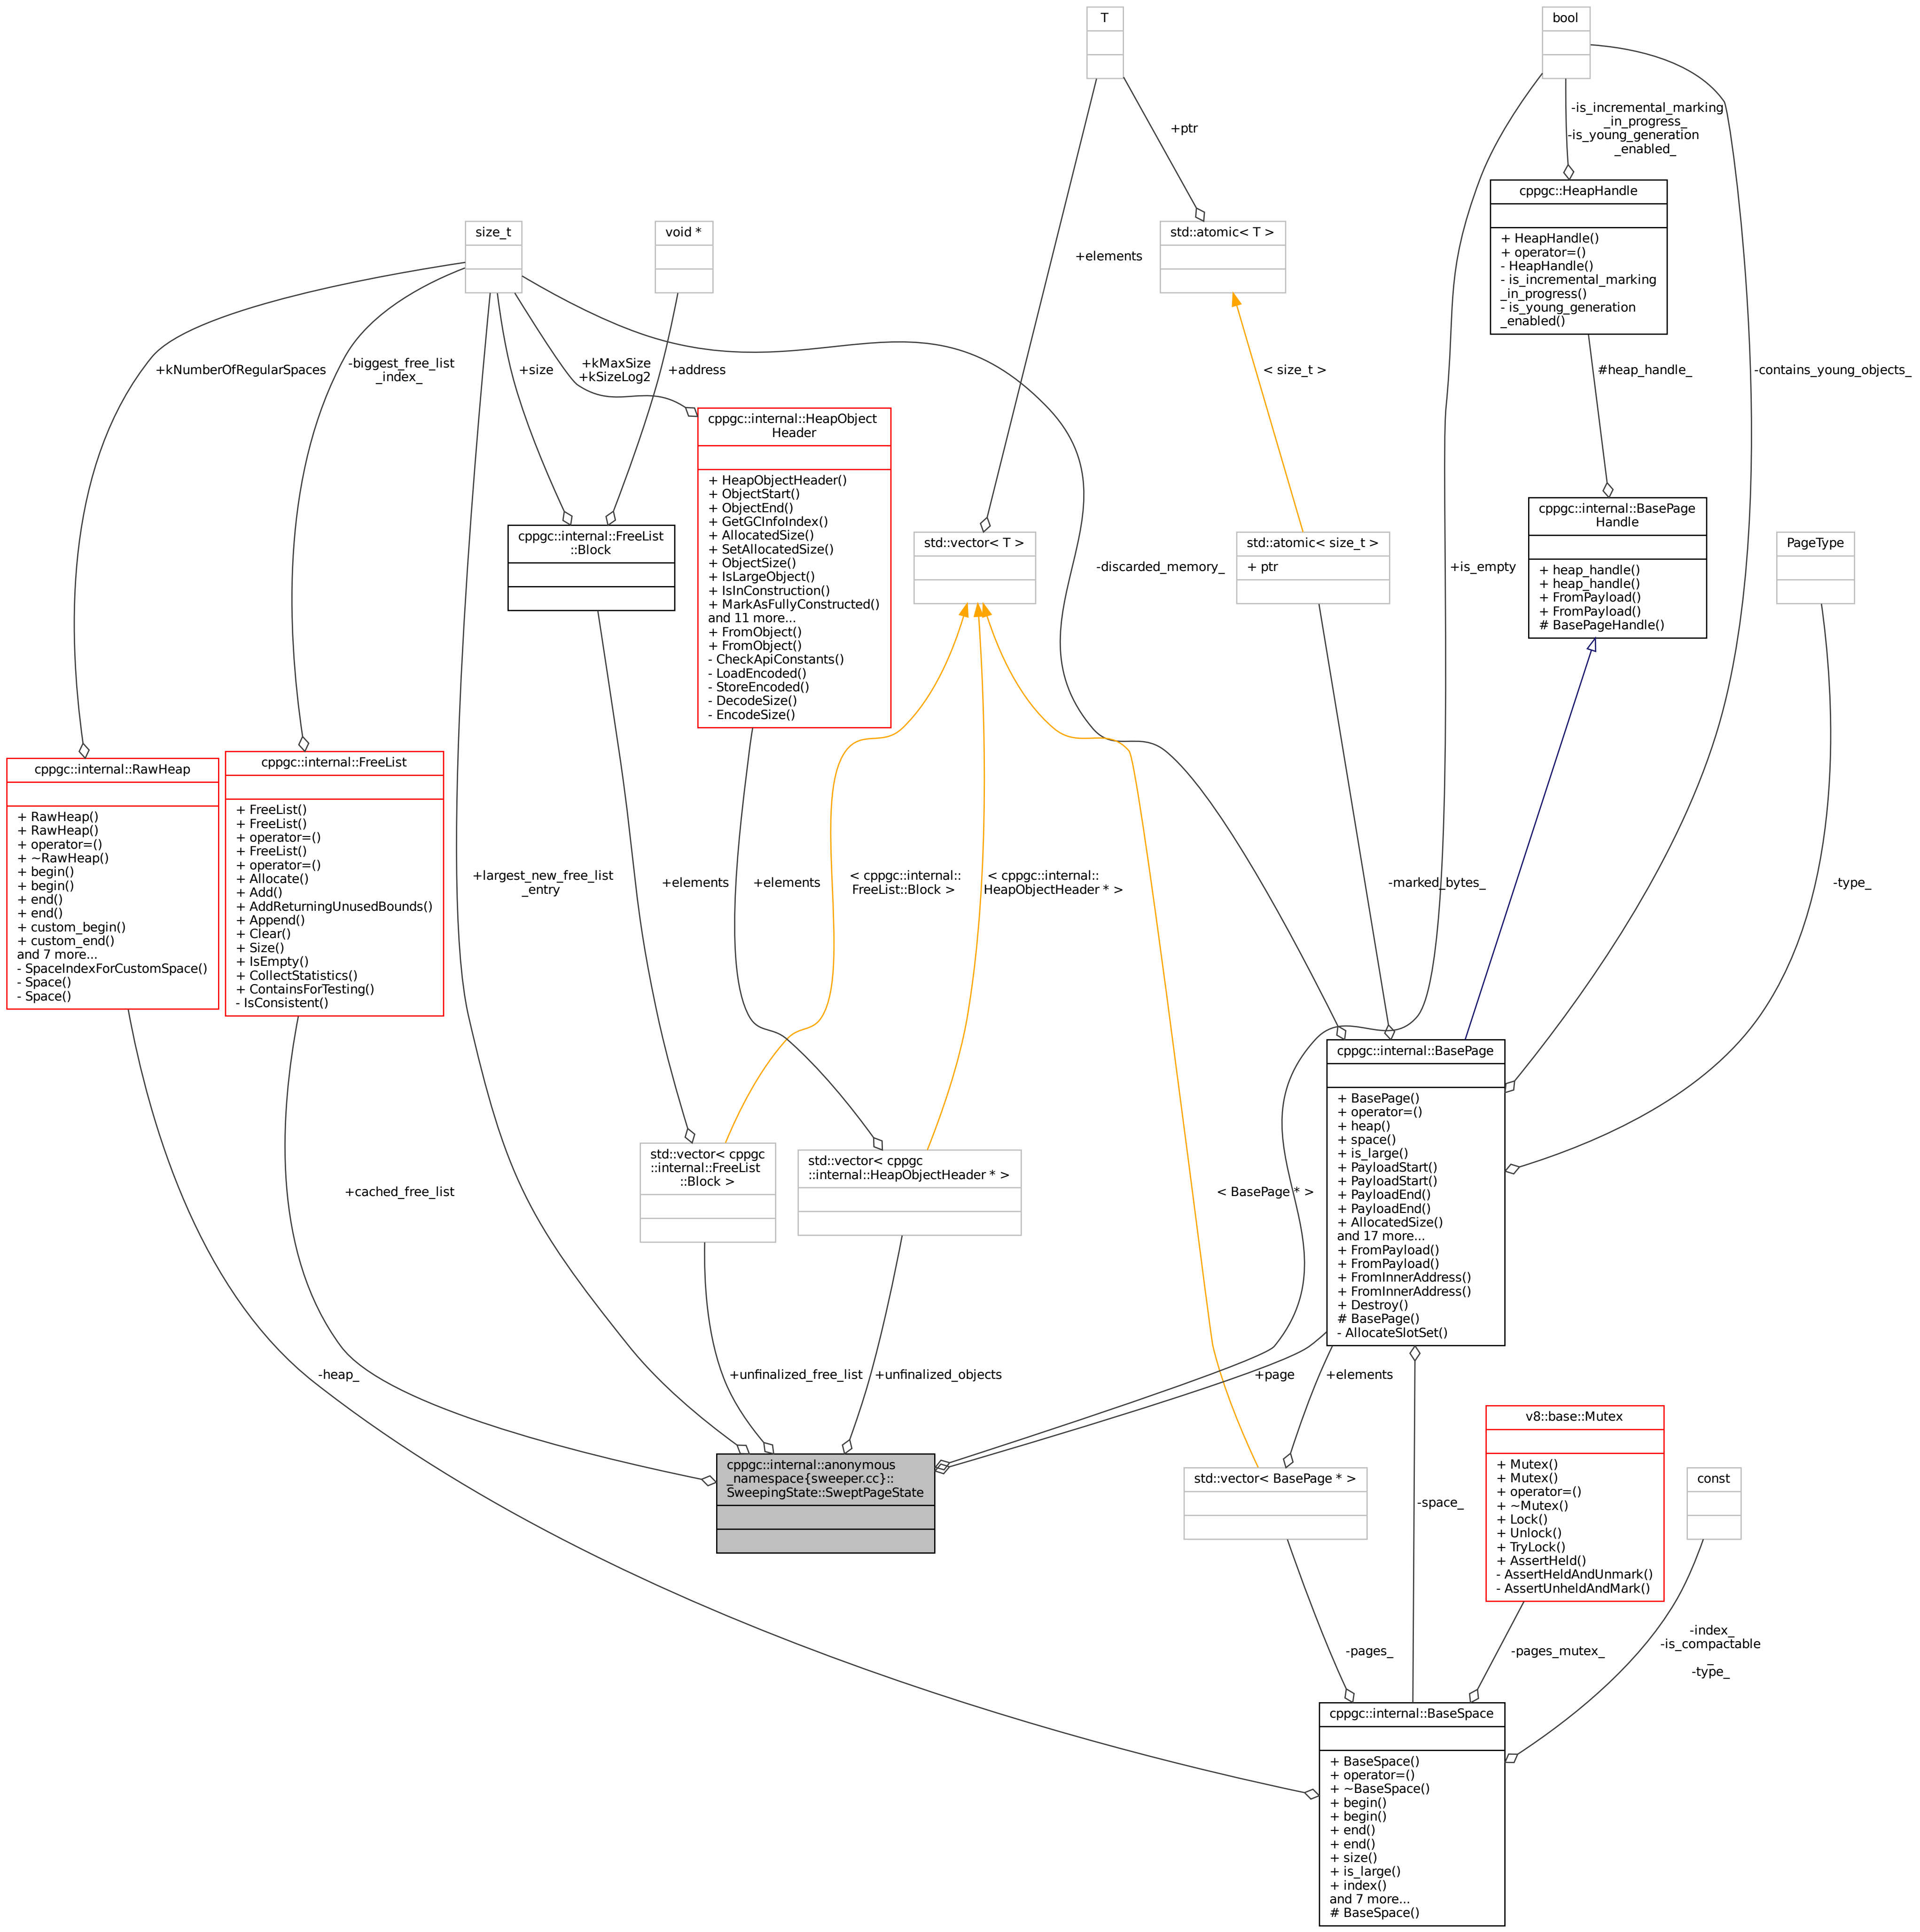 T
bool
+ptr
-is_incremental_marking
_in_progress_
-is_young_generation
_enabled_
cppgc::HeapHandle
+ HeapHandle()
+ operator=()
- HeapHandle()
- is_incremental_marking
_in_progress()
- is_young_generation
_enabled()
size_t
void *
std::atomic< T >
+elements
+kNumberOfRegularSpaces
-biggest_free_list
_index_
+size
+kMaxSize
+kSizeLog2
+address
< size_t >
#heap_handle_
-contains_young_objects_
cppgc::internal::HeapObject
Header
+ HeapObjectHeader()
+ ObjectStart()
+ ObjectEnd()
+ GetGCInfoIndex()
+ AllocatedSize()
+ SetAllocatedSize()
+ ObjectSize()
+ IsLargeObject()
+ IsInConstruction()
+ MarkAsFullyConstructed()
and 11 more...
+ FromObject()
+ FromObject()
- CheckApiConstants()
- LoadEncoded()
- StoreEncoded()
- DecodeSize()
- EncodeSize()
cppgc::internal::FreeList
::Block
std::vector< T >
-discarded_memory_
std::atomic< size_t >
+ ptr
+is_empty
cppgc::internal::BasePage
Handle
+ heap_handle()
+ heap_handle()
+ FromPayload()
+ FromPayload()
# BasePageHandle()
PageType
cppgc::internal::RawHeap
+ RawHeap()
+ RawHeap()
+ operator=()
+ ~RawHeap()
+ begin()
+ begin()
+ end()
+ end()
+ custom_begin()
+ custom_end()
and 7 more...
- SpaceIndexForCustomSpace()
- Space()
- Space()
cppgc::internal::FreeList
+ FreeList()
+ FreeList()
+ operator=()
+ FreeList()
+ operator=()
+ Allocate()
+ Add()
+ AddReturningUnusedBounds()
+ Append()
+ Clear()
+ Size()
+ IsEmpty()
+ CollectStatistics()
+ ContainsForTesting()
- IsConsistent()
+largest_new_free_list
_entry
+elements
+elements
< cppgc::internal::
FreeList::Block >
< cppgc::internal::
HeapObjectHeader * >
-marked_bytes_
-type_
cppgc::internal::BasePage
+ BasePage()
+ operator=()
+ heap()
+ space()
+ is_large()
+ PayloadStart()
+ PayloadStart()
+ PayloadEnd()
+ PayloadEnd()
+ AllocatedSize()
and 17 more...
+ FromPayload()
+ FromPayload()
+ FromInnerAddress()
+ FromInnerAddress()
+ Destroy()
# BasePage()
- AllocateSlotSet()
+cached_free_list
std::vector< cppgc
::internal::FreeList
::Block >
std::vector< cppgc
::internal::HeapObjectHeader * >
< BasePage * >
-heap_
+unfinalized_free_list
+unfinalized_objects
+page
+elements
cppgc::internal::anonymous
_namespace{sweeper.cc}::
SweepingState::SweptPageState
std::vector< BasePage * >
-space_
v8::base::Mutex
+ Mutex()
+ Mutex()
+ operator=()
+ ~Mutex()
+ Lock()
+ Unlock()
+ TryLock()
+ AssertHeld()
- AssertHeldAndUnmark()
- AssertUnheldAndMark()
const
-pages_
-pages_mutex_
-index_
-is_compactable
_
-type_
cppgc::internal::BaseSpace
+ BaseSpace()
+ operator=()
+ ~BaseSpace()
+ begin()
+ begin()
+ end()
+ end()
+ size()
+ is_large()
+ index()
and 7 more...
# BaseSpace()